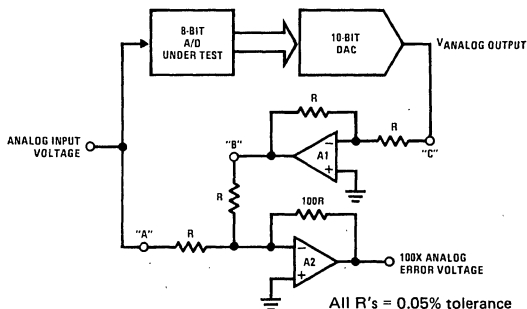 8-BIT
A/D
UNDER TEST
10-BIT
DAC
VANALOG OUTPUT
R
ANALOG INPUT
VOLTAGE
"B"
A1
-
+
R
"C"
R
100R
"A"
R
-
+
A2
100X ANALOG
ERROR VOLTAGE
All R's = 0.05% tolerance